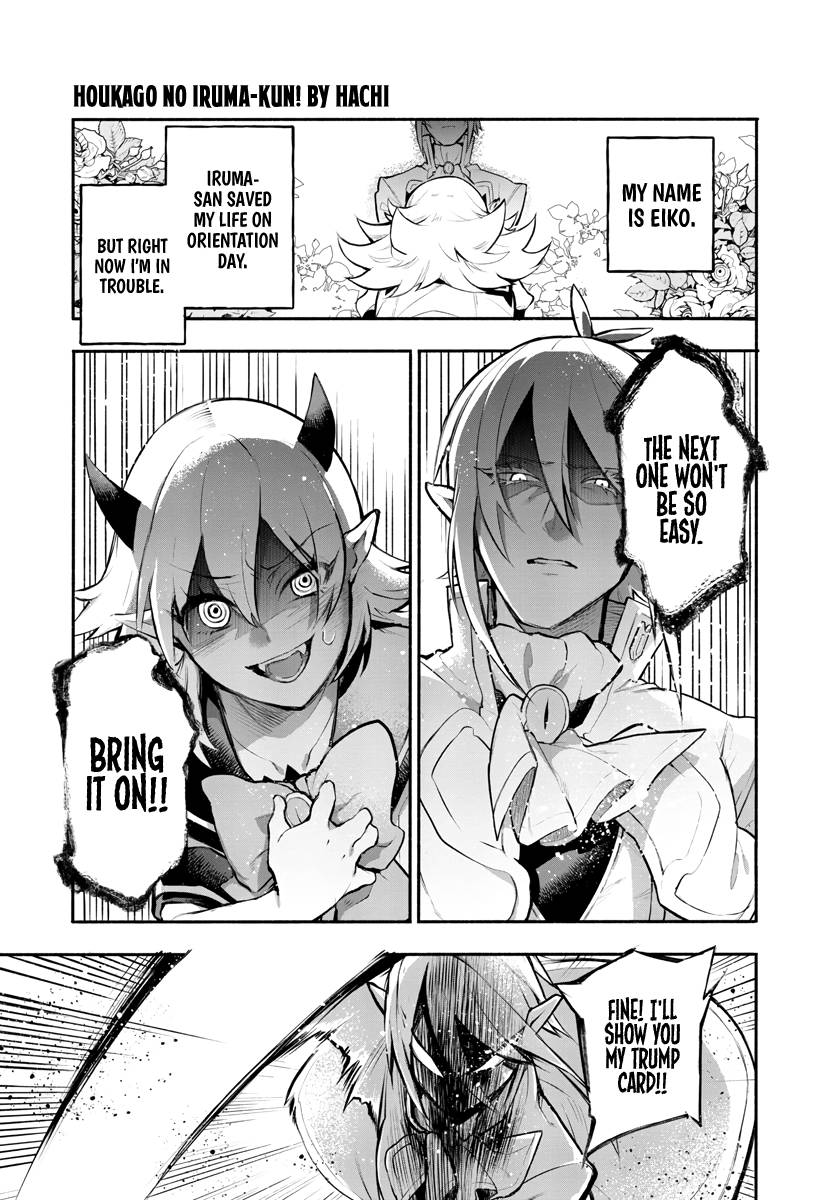 HOUKAGO NO IRUMA-KUN! BY HACHI
MY NAME
IS EIKO.
IRUMA-
SAN SAVED
MY LIFE ON
ORIENTATION
DAY.
BUT RIGHT
NOW I'M IN
TROUBLE.
THE NEXT
ONE WON'T
BE SO
EASY.
BRING
IT ON!!
FINE! I'LL
SHOW YOU
MY TRUMP
CARD!!